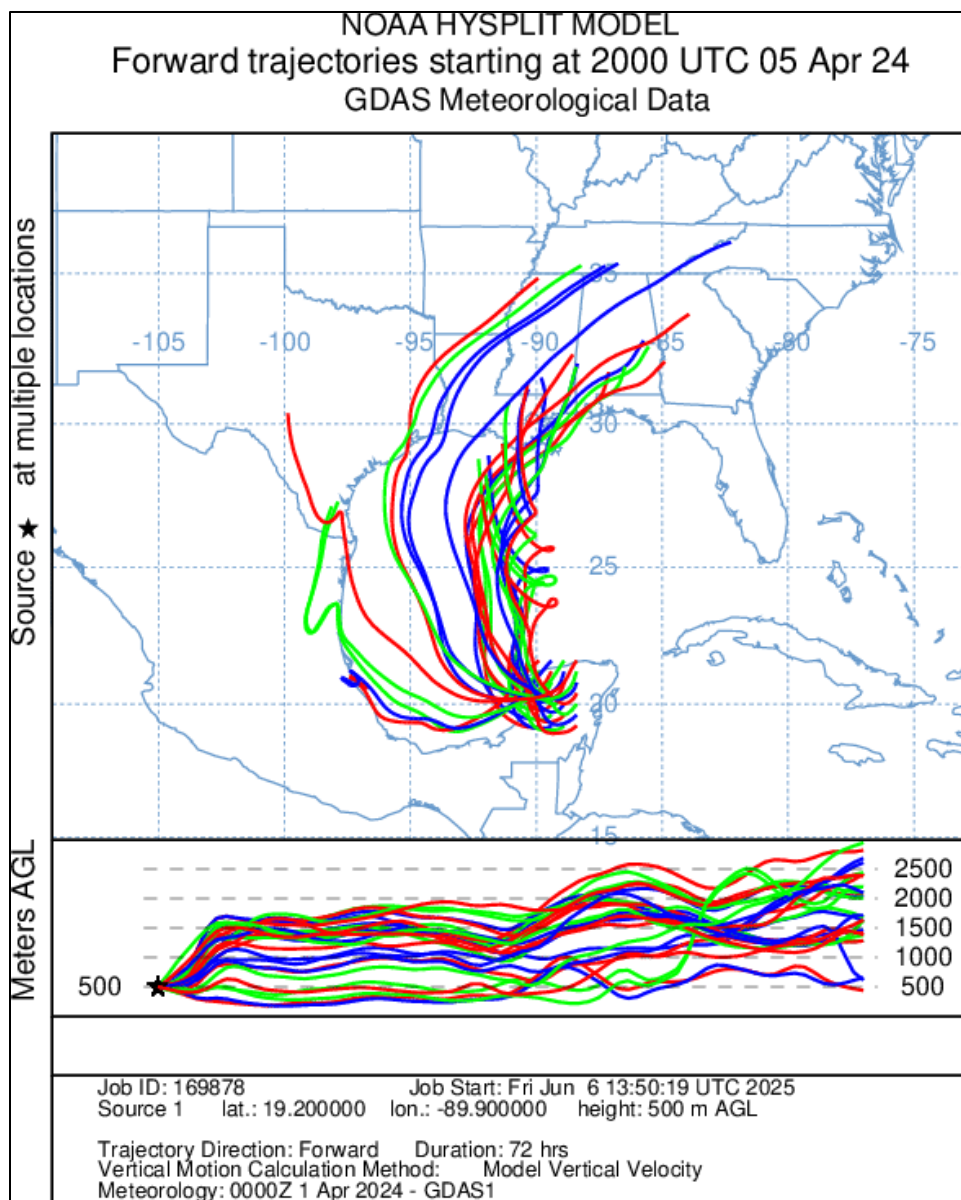 NOAA HYSPLIT MODEL
Forward trajectories starting at 2000 UTC 05 Apr 24
GDAS Meteorological Data
Source ★ at multiple locations
-105 -100 -95 -90 -85 -80 -75
35
30
25
20
15
Meters AGL
500
2500
2000
1500
1000
500
Job ID: 169878 Job Start: Fri Jun 6 13:50:19 UTC 2025
Source 1 lat.: 19.200000 lon.: -89.900000 height: 500 m AGL
Trajectory Direction: Forward Duration: 72 hrs
Vertical Motion Calculation Method: Model Vertical Velocity
Meteorology: 0000Z 1 Apr 2024 - GDAS1